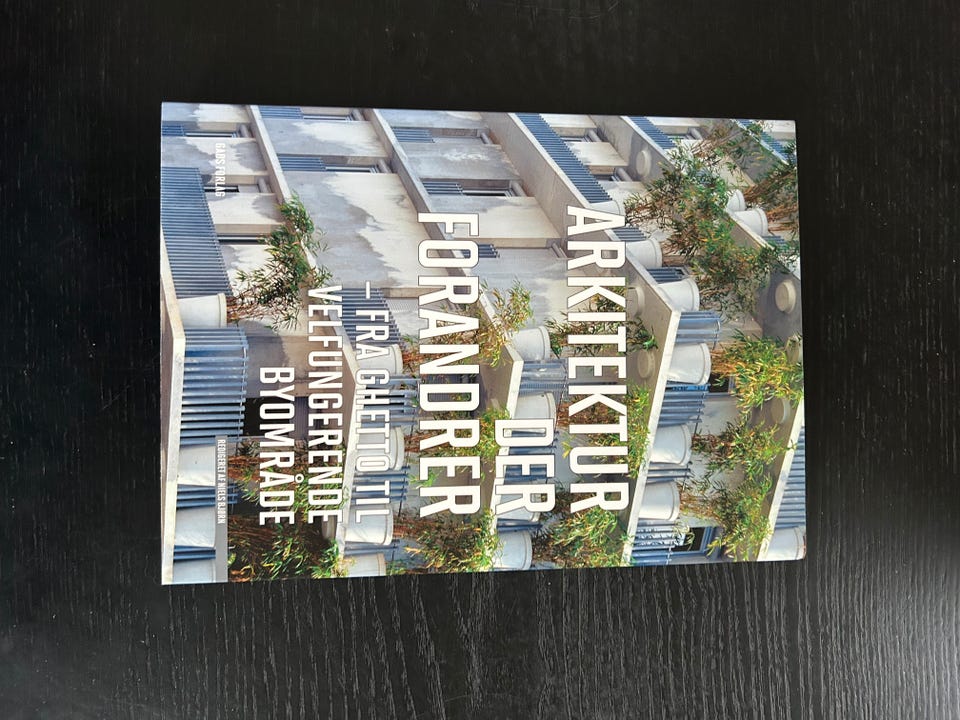 ARKITEKTUR
DER
FORANDRER
– FRA GHETTO TIL
VELFUNGERENDE
BYOMRÅDE
GADS FORLAG
REDIGERET AF NIELS BJØRN